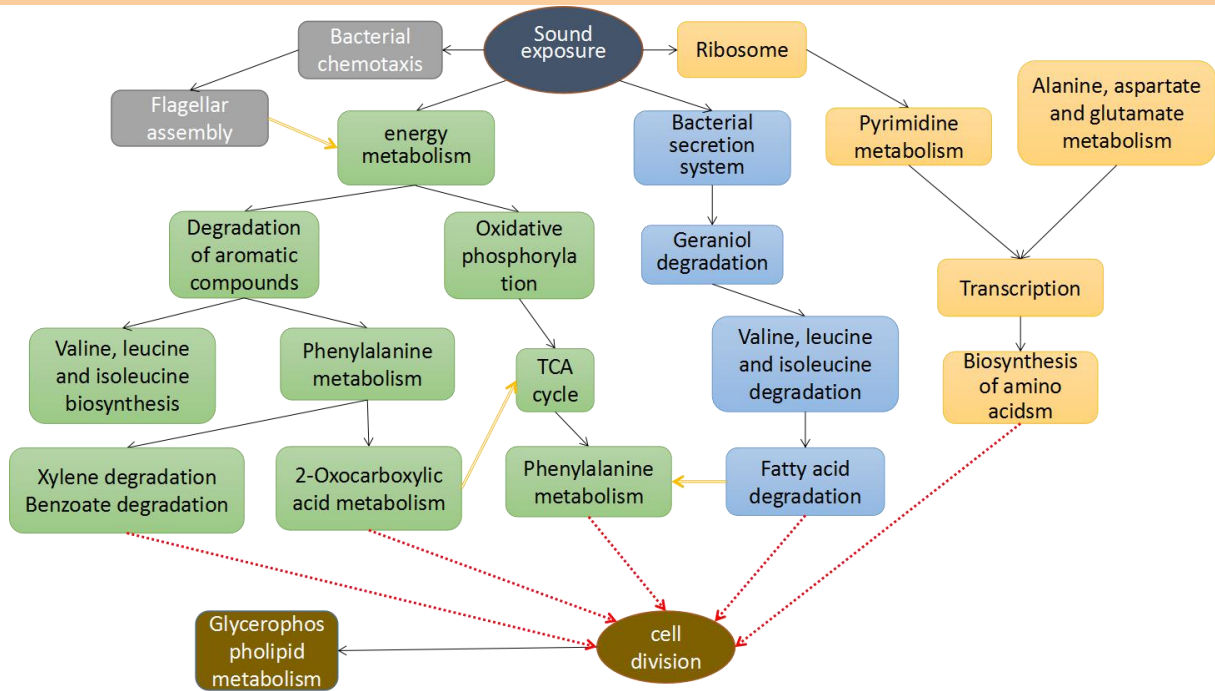 Bacterial
chemotaxis
Sound
exposure
Ribosome
Flagellar
assembly
energy
metabolism
Bacterial
secretion
system
Pyrimidine
metabolism
Alanine, aspartate
and glutamate
metabolism
Degradation
of aromatic
compounds
Oxidative
phosphoryla
tion
Geraniol
degradation
Transcription
Valine, leucine
and isoleucine
biosynthesis
Phenylalanine
metabolism
TCA
cycle
Valine, leucine
and isoleucine
degradation
Biosynthesis
of amino
acidsm
Xylene degradation
Benzoate degradation
2-Oxocarboxylic
acid metabolism
Phenylalanine
metabolism
Fatty acid
degradation
Glycerophos
pholipid
metabolism
cell
division